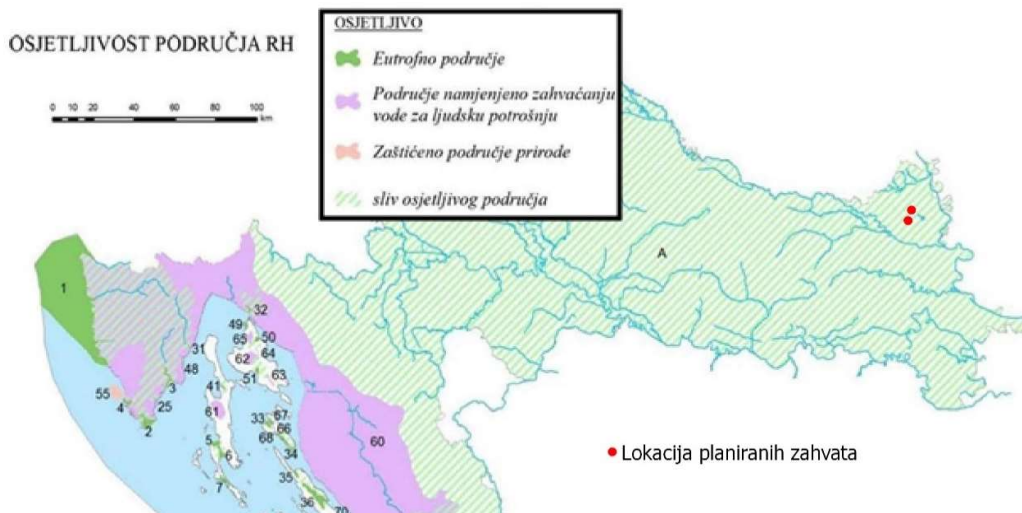 OSJETLJIVOST PODRUČJA RH
0 10 20 40 60 80 100
km
OSJETLJIVO
Eutrofno područje
Područje namjenjeno zahvaćanju
vode za ljudsku potrošnju
Zaštićeno područje prirode
sliv osjetljivog područja
A
1
32
49
50
65
31
64
62
48
51
63
3
41
55
4
25
61
67
33
66
2
68
5
60
34
6
35
7
36
70
Lokacija planiranih zahvata